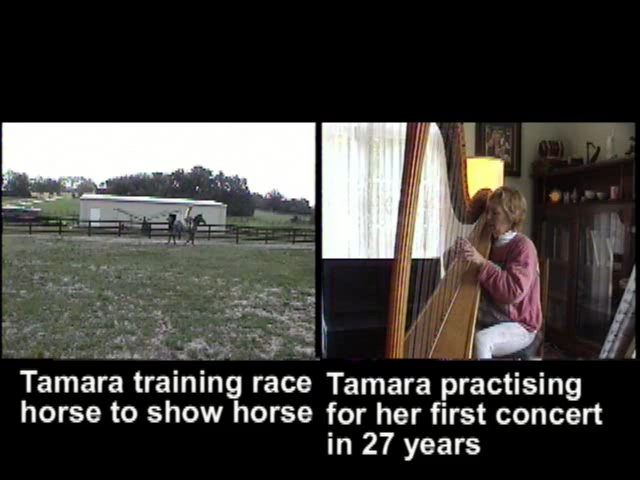 Tamara training race
horse to show horse
Tamara practising
for her first concert
in 27 years